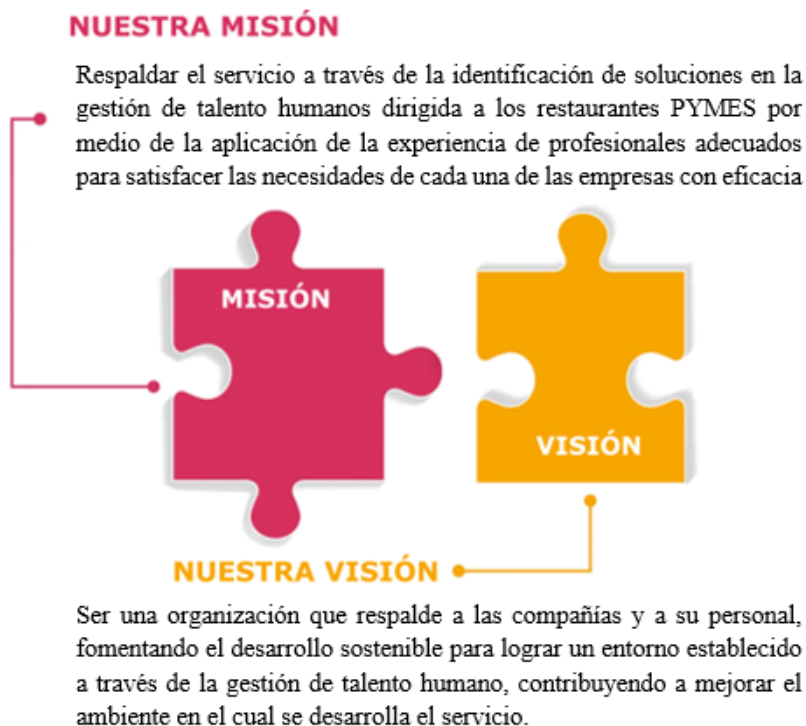 NUESTRA MISIÓN
Respaldar el servicio a través de la identificación de soluciones en la
gestión de talento humanos dirigida a los restaurantes PYMES por
medio de la aplicación de la experiencia de profesionales adecuados
para satisfacer las necesidades de cada una de las empresas con eficacia
MISIÓN
VISIÓN
NUESTRA VISIÓN
Ser una organización que respalde a las compañías y a su personal,
fomentando el desarrollo sostenible para lograr un entorno establecido
a través de la gestión de talento humano, contribuyendo a mejorar el
ambiente en el cual se desarrolla el servicio.